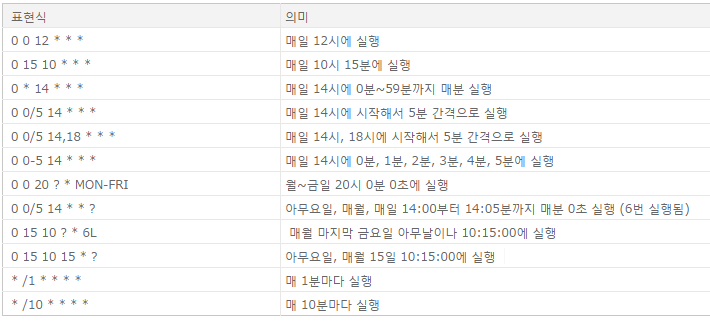 표현식 의미
0 0 12 * * * 매일 12시에 실행
0 15 10 * * * 매일 10시 15분에 실행
0 * 14 * * * 매일 14시에 0분~59분까지 매분 실행
0 0/5 14 * * * 매일 14시에 시작해서 5분 간격으로 실행
0 0/5 14,18 * * * 매일 14시, 18시에 시작해서 5분 간격으로 실행
0 0-5 14 * * * 매일 14시에 0분, 1분, 2분, 3분, 4분, 5분에 실행
0 0 20 ? * MON-FRI 월~금일 20시 0분 0초에 실행
0 0/5 14 * * ? 아무요일, 매월, 매일 14:00부터 14:05분까지 매분 0초 실행 (6번 실행됨)
0 15 10 ? * 6L 매월 마지막 금요일 아무날이나 10:15:00에 실행
0 15 10 15 * ? 아무요일, 매월 15일 10:15:00에 실행
* /1 * * * * 매 1분마다 실행
* /10 * * * * 매 10분마다 실행